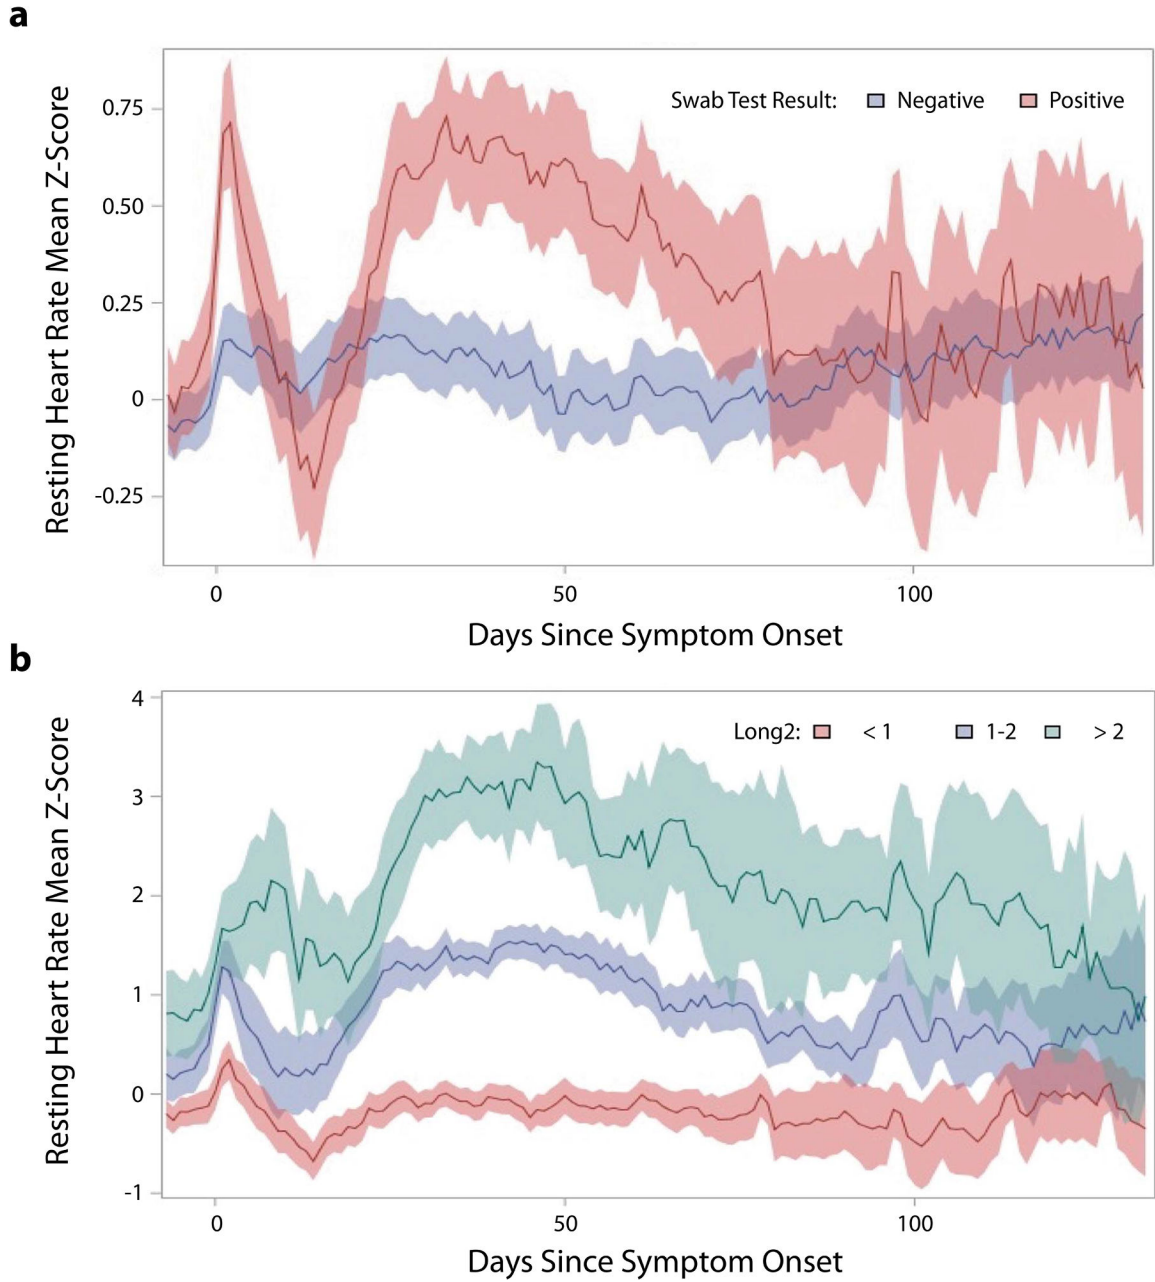 a
Resting Heart Rate Mean Z-Score
Swab Test Result: Negative Positive
0.75
0.50
0.25
0
-0.25
0 50 100
Days Since Symptom Onset
b
Resting Heart Rate Mean Z-Score
Long2: < 1 1-2 > 2
4
3
2
1
0
-1
0 50 100
Days Since Symptom Onset